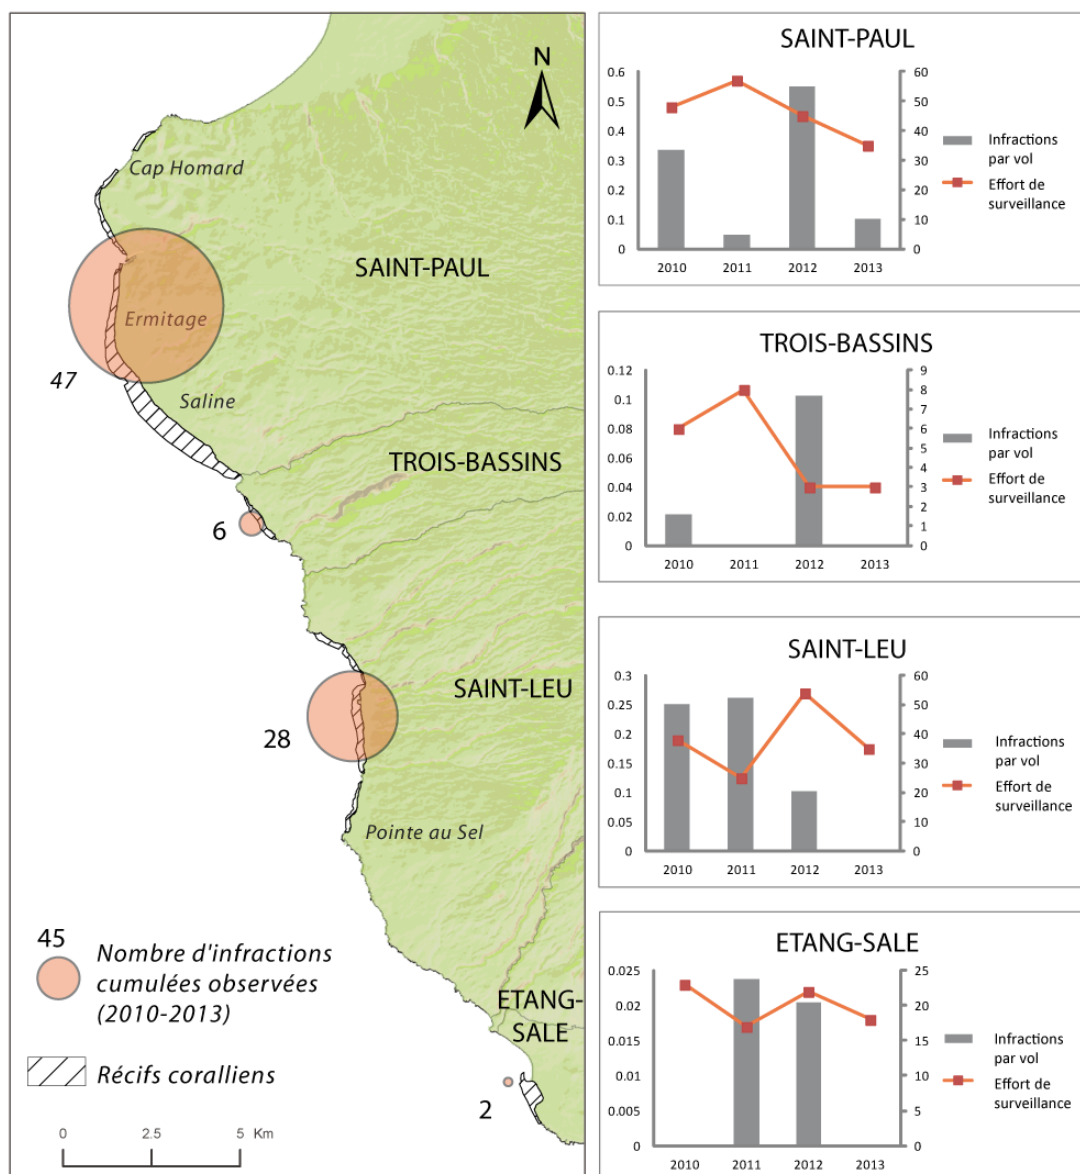 N
Cap Homard
SAINT-PAUL
Ermitage
47
Saline
TROIS-BASSINS
6
SAINT-LEU
28
Pointe au Sel
45
Nombre d'infractions
cumulées observées
(2010-2013)
ETANG-
SALE
Récifs coralliens
2
0 2.5 5 Km
SAINT-PAUL
0.6
0.5
0.4
0.3
0.2
0.1
0
60
50
40
30
20
10
0
2010 2011 2012 2013
Infractions
par vol
Effort de
surveillance
TROIS-BASSINS
0.12
0.1
0.08
0.06
0.04
0.02
0
9
8
7
6
5
4
3
2
1
0
2010 2011 2012 2013
Infractions
par vol
Effort de
surveillance
SAINT-LEU
0.3
0.25
0.2
0.15
0.1
0.05
0
60
50
40
30
20
10
0
2010 2011 2012 2013
Infractions
par vol
Effort de
surveillance
ETANG-SALE
0.025
0.02
0.015
0.01
0.005
0
25
20
15
10
5
0
2010 2011 2012 2013
Infractions
par vol
Effort de
surveillance